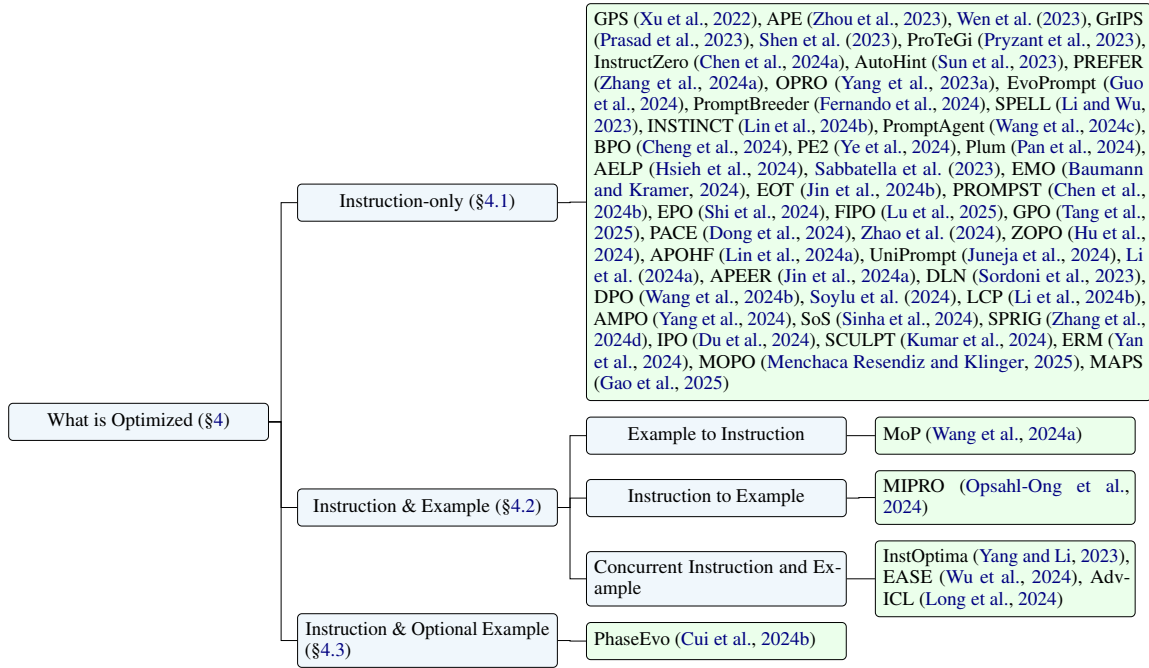 GPS (Xu et al., 2022), APE (Zhou et al., 2023), Wen et al. (2023), GrIPS
(Prasad et al., 2023), Shen et al. (2023), ProTeGi (Pryzant et al., 2023),
InstructZero (Chen et al., 2024a), AutoHint (Sun et al., 2023), PREFER
(Zhang et al., 2024a), OPRO (Yang et al., 2023a), EvoPrompt (Guo
et al., 2024), PromptBreeder (Fernando et al., 2024), SPELL (Li and Wu,
2023), INSTINCT (Lin et al., 2024b), PromptAgent (Wang et al., 2024c),
BPO (Cheng et al., 2024), PE2 (Ye et al., 2024), Plum (Pan et al., 2024),
AELP (Hsieh et al., 2024), Sabbatella et al. (2023), EMO (Baumann
and Kramer, 2024), EOT (Jin et al., 2024b), PROMPST (Chen et al.,
2024b), EPO (Shi et al., 2024), FIPO (Lu et al., 2025), GPO (Tang et al.,
2025), PACE (Dong et al., 2024), Zhao et al. (2024), ZOPO (Hu et al.,
2024), APOHF (Lin et al., 2024a), UniPrompt (Juneja et al., 2024), Li
et al. (2024a), APEER (Jin et al., 2024a), DLN (Sordoni et al., 2023),
DPO (Wang et al., 2024b), Soylu et al. (2024), LCP (Li et al., 2024b),
AMPO (Yang et al., 2024), SoS (Sinha et al., 2024), SPRIG (Zhang et al.,
2024d), IPO (Du et al., 2024), SCULPT (Kumar et al., 2024), ERM (Yan
et al., 2024), MOPO (Menchaca Resendiz and Klinger, 2025), MAPS
(Gao et al., 2025)
Instruction-only (§4.1)
What is Optimized (§4)
Instruction & Example (§4.2)
Example to Instruction
MoP (Wang et al., 2024a)
Instruction to Example
MIPRO (Opsahl-Ong et al.,
2024)
Concurrent Instruction and Ex-
ample
InstOptima (Yang and Li, 2023),
EASE (Wu et al., 2024), Adv-
ICL (Long et al., 2024)
Instruction & Optional Example
(§4.3)
PhaseEvo (Cui et al., 2024b)